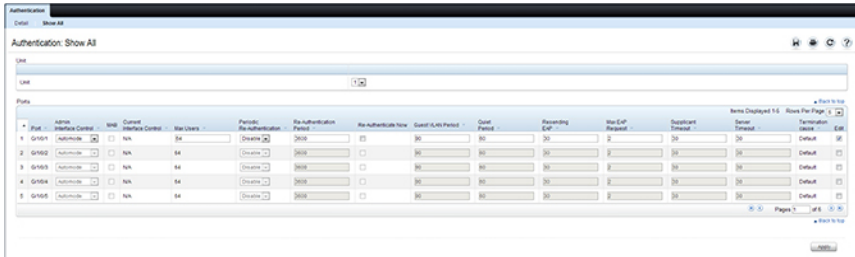 Authentication
Detail Show All
Authentication: Show All
Unit
Unit 1
Ports Back to top
Items Displayed 1-5 Rows Per Page 5
Port Admin Interface Control MAB Current Interface Control Max Users Periodic Re-Authentication Re-Authentication Period Re-Authenticate Now Guest VLAN Period Quiet Period Resending EAP Max EAP Request Supplicant Timeout Server Timeout Termination cause Edit
1 Gi1/0/1 Automode N/A 64 Disable 3600 90 60 30 2 30 30 Default
2 Gi1/0/2 Automode N/A 64 Disable 3600 90 60 30 2 30 30 Default
3 Gi1/0/3 Automode N/A 64 Disable 3600 90 60 30 2 30 30 Default
4 Gi1/0/4 Automode N/A 64 Disable 3600 90 60 30 2 30 30 Default
5 Gi1/0/5 Automode N/A 64 Disable 3600 90 60 30 2 30 30 Default
Pages 1 of 6
Back to top
Apply